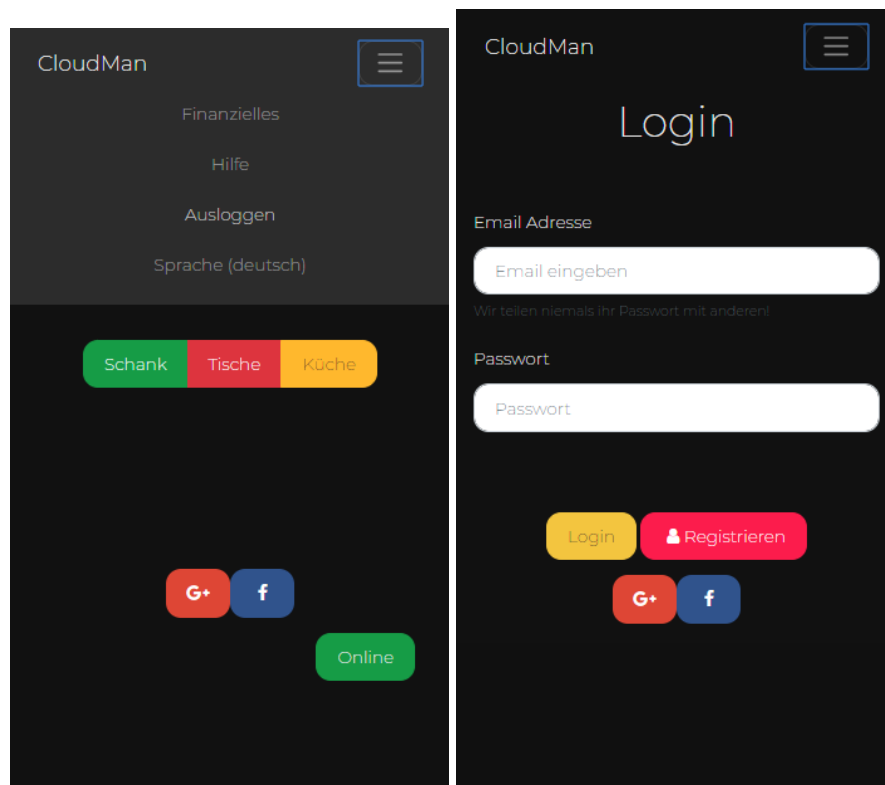 CloudMan
Finanzielles
Hilfe
Ausloggen
Sprache (deutsch)
Schank Tische Küche
G+ f
Online
CloudMan
Login
Email Adresse
Email eingeben
Wir teilen niemals ihr Passwort mit anderen!
Passwort
Passwort
Login Registrieren
G+ f